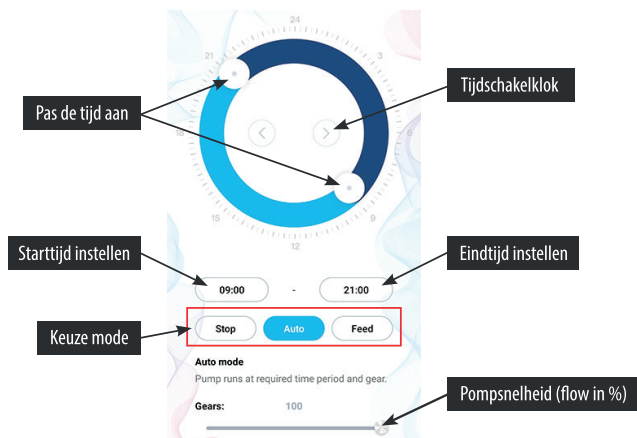 24
21
3
Tijdschakelklok
Pas de tijd aan
18
6
15
9
12
Starttijd instellen
Eindtijd instellen
09:00 - 21:00
Keuze mode
Stop Auto Feed
Auto mode
Pump runs at required time period and gear.
Pompsnelheid (flow in %)
Gears: 100